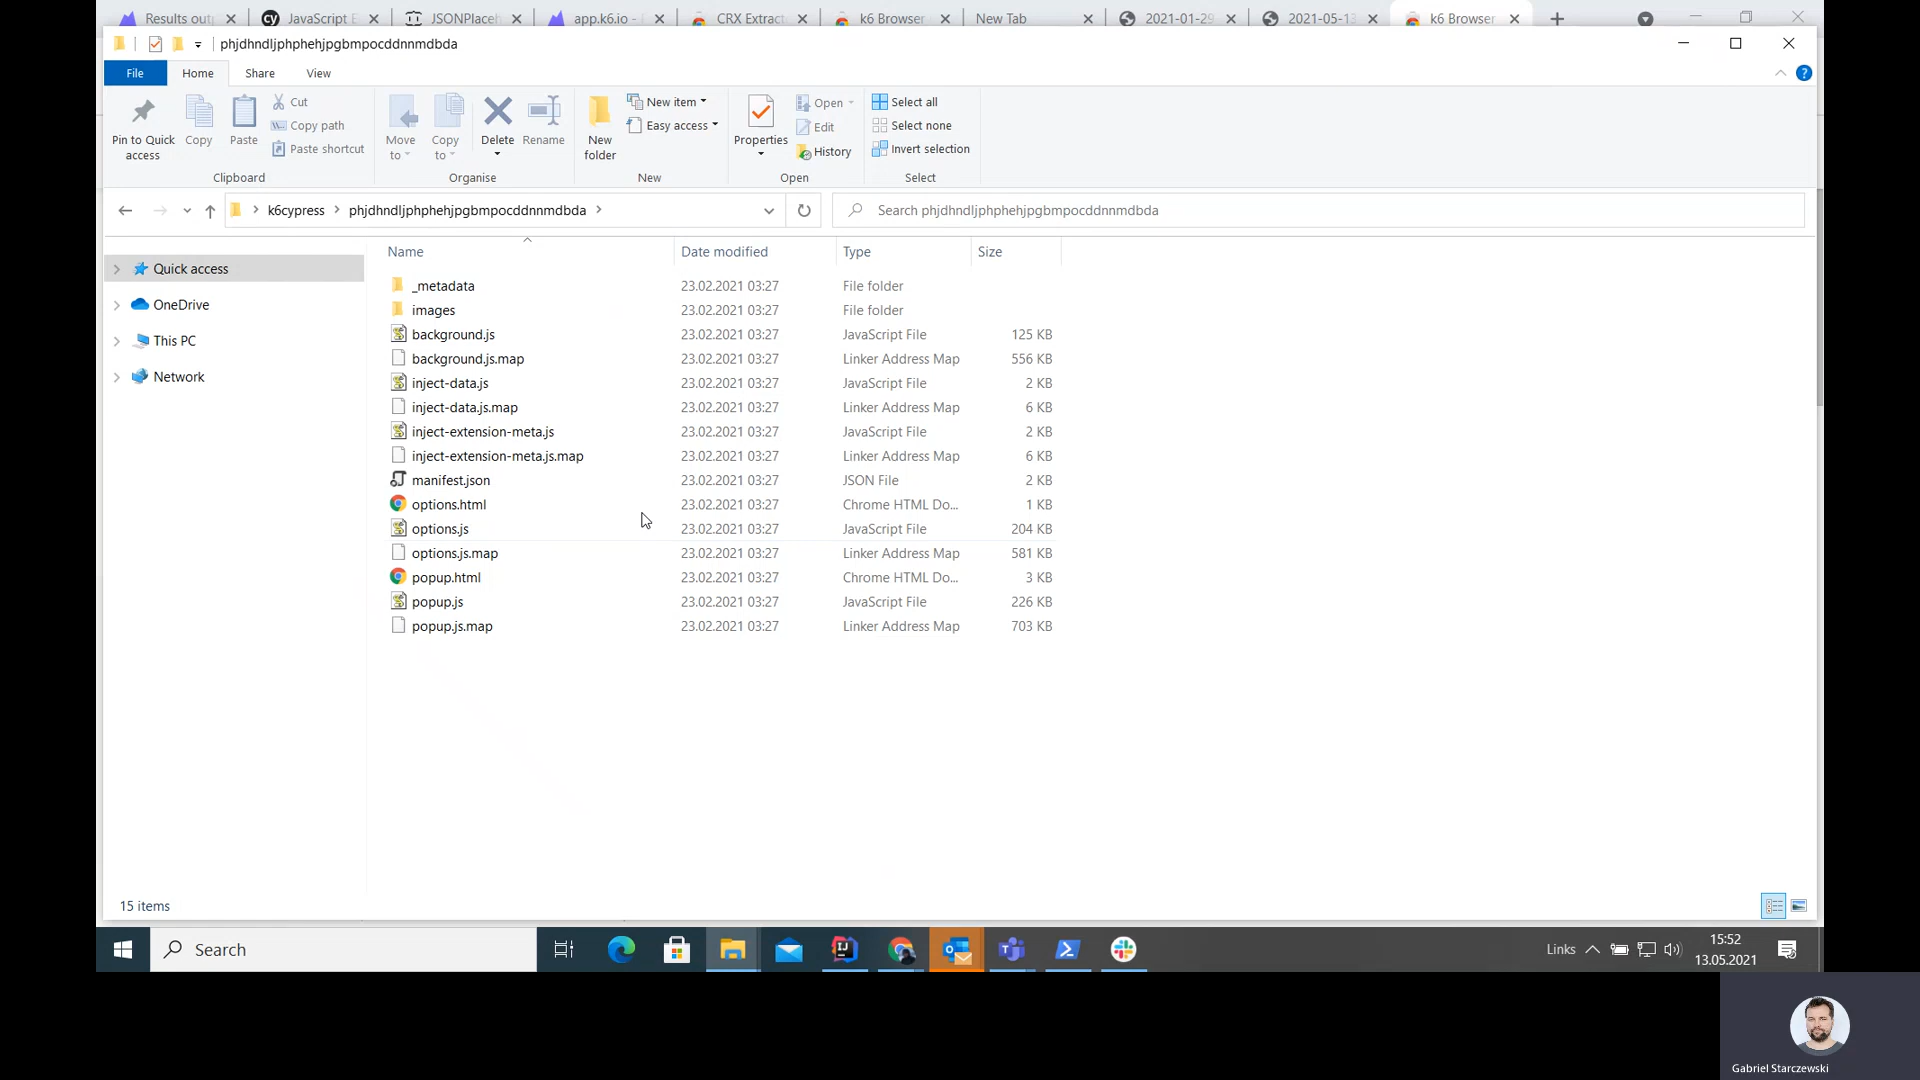 Results out
JavaScript E
JSONPlaceh
app.k6.io -
CRX Extract
k6 Browser
New Tab
2021-01-29
2021-05-13
k6 Browser
phjdhndljphphehjpgbmpocddnnmdbda
File
Home
Share
View
Pin to Quick access
Copy
Paste
Cut
Copy path
Paste shortcut
Clipboard
Move to
Copy to
Delete
Rename
Organise
New folder
New item
Easy access
New
Properties
Open
Edit
History
Open
Select all
Select none
Invert selection
Select
k6cypress
phjdhndljphphehjpgbmpocddnnmdbda
Search phjdhndljphphehjpgbmpocddnnmdbda
Quick access
OneDrive
This PC
Network
Name Date modified Type Size
_metadata 23.02.2021 03:27 File folder
images 23.02.2021 03:27 File folder
background.js 23.02.2021 03:27 JavaScript File 125 KB
background.js.map 23.02.2021 03:27 Linker Address Map 556 KB
inject-data.js 23.02.2021 03:27 JavaScript File 2 KB
inject-data.js.map 23.02.2021 03:27 Linker Address Map 6 KB
inject-extension-meta.js 23.02.2021 03:27 JavaScript File 2 KB
inject-extension-meta.js.map 23.02.2021 03:27 Linker Address Map 6 KB
manifest.json 23.02.2021 03:27 JSON File 2 KB
options.html 23.02.2021 03:27 Chrome HTML Do... 1 KB
options.js 23.02.2021 03:27 JavaScript File 204 KB
options.js.map 23.02.2021 03:27 Linker Address Map 581 KB
popup.html 23.02.2021 03:27 Chrome HTML Do... 3 KB
popup.js 23.02.2021 03:27 JavaScript File 226 KB
popup.js.map 23.02.2021 03:27 Linker Address Map 703 KB
15 items
Search
Links
15:52
13.05.2021
Gabriel Starczewski